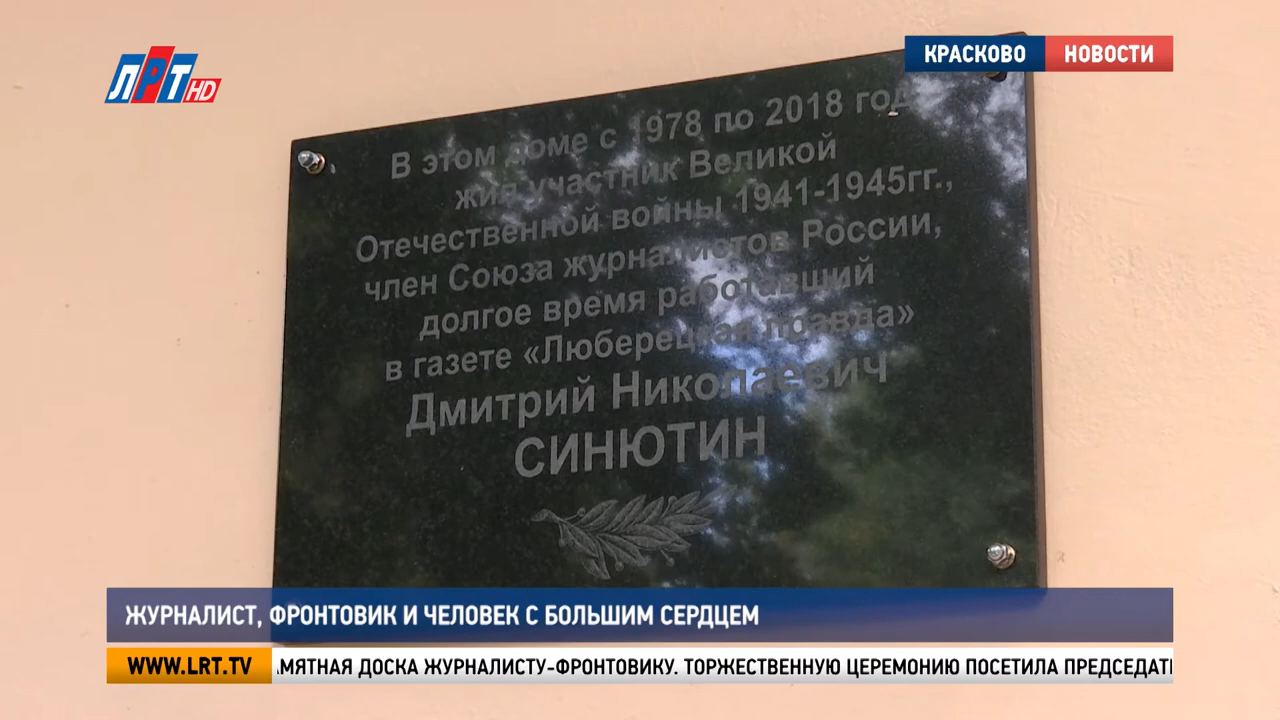 ЛРТ HD
КРАСКОВО НОВОСТИ
В этом доме с 1978 по 2018 год
жил участник Великой
Отечественной войны 1941-1945гг.,
член Союза журналистов России,
долгое время работавший
в газете «Люберецкая правда»
Дмитрий Николаевич
СИНЮТИН
ЖУРНАЛИСТ, ФРОНТОВИК И ЧЕЛОВЕК С БОЛЬШИМ СЕРДЦЕМ
WWW.LRT.TV МЯТНАЯ ДОСКА ЖУРНАЛИСТУ-ФРОНТОВИКУ. ТОРЖЕСТВЕННУЮ ЦЕРЕМОНИЮ ПОСЕТИЛА ПРЕДСЕДАТ